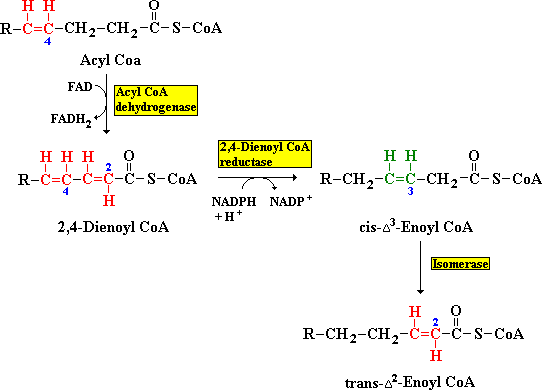 H H O
R–C=C–CH₂–CH₂–C–S–CoA
4
Acyl Coa
FAD
Acyl CoA
dehydrogenase
FADH₂
H H H 2 O
R–C=C–C=C–C–S–CoA
4 H
2,4-Dienoyl CoA
2,4-Dienoyl CoA
reductase
NADPH
+ H⁺
NADP⁺
H H O
R–CH₂–C=C–CH₂–C–S–CoA
3
cis-Δ³-Enoyl CoA
Isomerase
H 2 O
R–CH₂–CH₂–C=C–C–S–CoA
H
trans-Δ²-Enoyl CoA